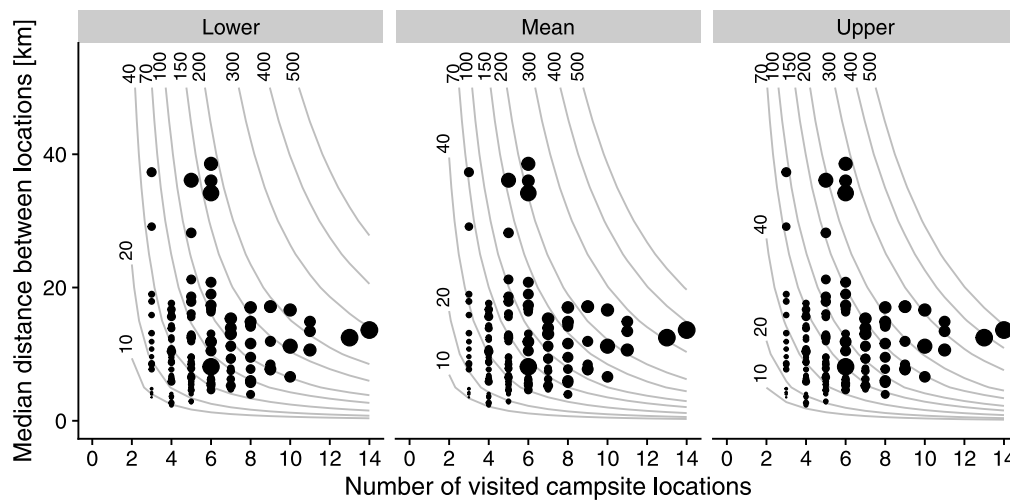 Lower Mean Upper
Median distance between locations [km]
40
20
0
40 70 100 150 200 300 400 500
20
10
70 100 150 200 300 400 500
40
20
10
70 100 150 200 300 400 500
40
20
10
0 2 4 6 8 10 12 14 0 2 4 6 8 10 12 14 0 2 4 6 8 10 12 14
Number of visited campsite locations